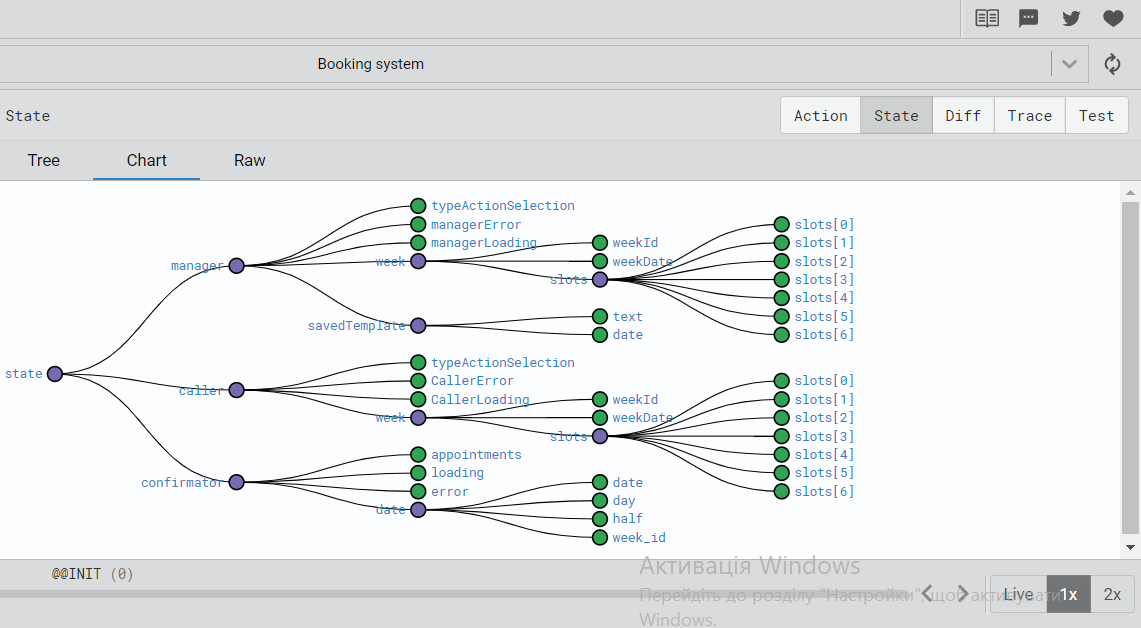 Booking system
State
Action State Diff Trace Test
Tree Chart Raw
typeActionSelection
managerError
managerLoading
manager
week
weekId
weekDate
slots
slots[0]
slots[1]
slots[2]
slots[3]
slots[4]
slots[5]
slots[6]
savedTemplate
text
date
state
caller
typeActionSelection
CallerError
CallerLoading
week
weekId
weekDate
slots
slots[0]
slots[1]
slots[2]
slots[3]
slots[4]
slots[5]
slots[6]
confirmator
appointments
loading
error
date
date
day
half
week_id
@@INIT (0)
Live 1x 2x
Активація Windows
Перейдіть до розділу "Настройки", щоб активувати
Windows.